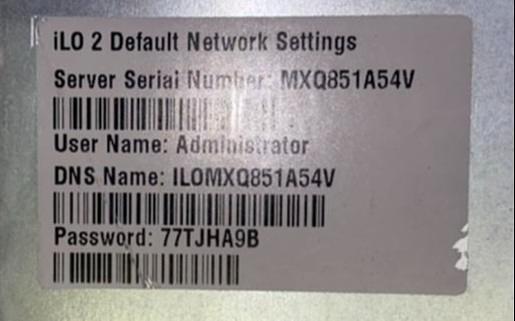 iLO 2 Default Network Settings
Server Serial Number: MXQ851A54V
User Name: Administrator
DNS Name: ILOMXQ851A54V
Password: 77TJHA9B